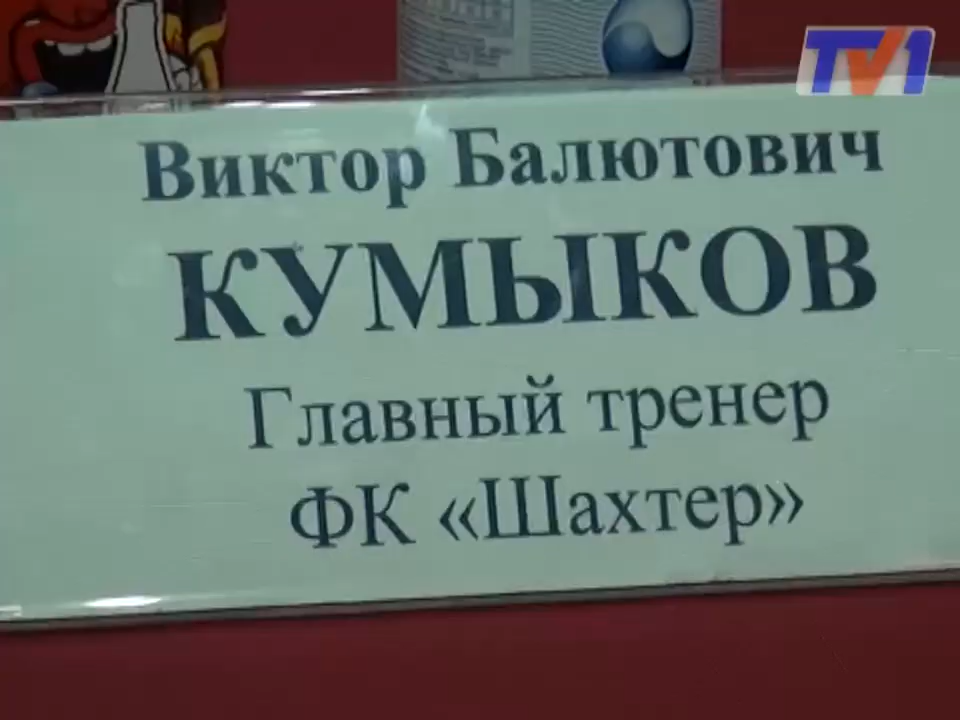 TV1
Виктор Балютович
КУМЫКОВ
Главный тренер
ФК «Шахтер»